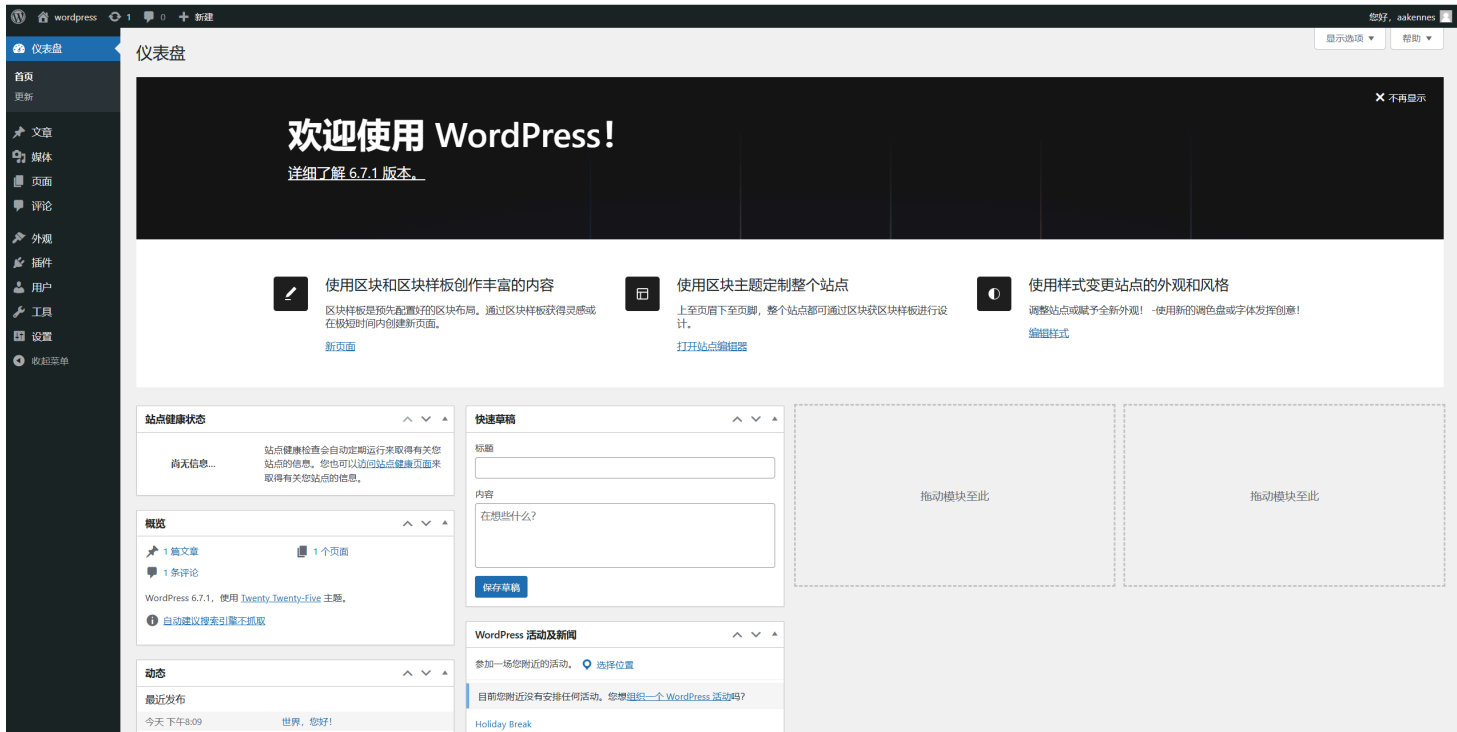 wordpress 1 0 新建
您好，aakennes
显示选项 帮助
仪表盘
首页
更新
文章
媒体
页面
评论
外观
插件
用户
工具
设置
收起菜单
仪表盘
不再显示
欢迎使用 WordPress！
详细了解 6.7.1 版本。
使用区块和区块样板创作丰富的内容
区块样板是预先配置好的区块布局。通过区块样板获得灵感或
在极短时间内创建新页面。
新页面
使用区块主题定制整个站点
上至页眉下至页脚，整个站点都可通过区块获区块样板进行设
计。
打开站点编辑器
使用样式变更站点的外观和风格
调整站点或赋予全新外观！ -使用新的调色盘或字体发挥创意！
编辑样式
站点健康状态
尚无信息...
站点健康检查会自动定期运行来取得有关您
站点的信息。您也可以访问站点健康页面来
取得有关您站点的信息。
概览
1 篇文章
1 个页面
1 条评论
WordPress 6.7.1，使用 Twenty Twenty-Five 主题。
自动建议搜索引擎不抓取
动态
最近发布
今天 下午8:09 世界，您好！
快速草稿
标题
内容
在想些什么？
保存草稿
WordPress 活动及新闻
参加一场您附近的活动。 选择位置
目前您附近没有安排任何活动。您想组织一个 WordPress 活动吗？
Holiday Break
拖动模块至此
拖动模块至此